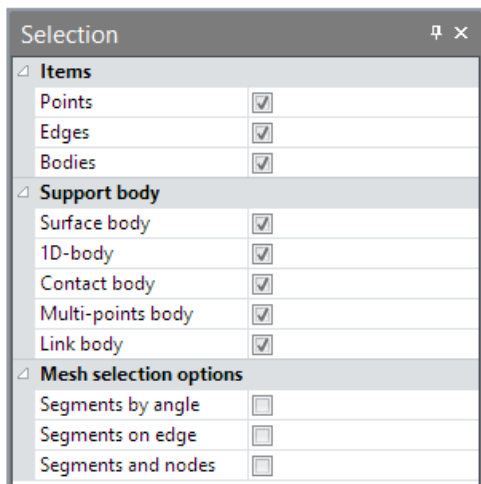 Selection
Items
Points
Edges
Bodies
Support body
Surface body
1D-body
Contact body
Multi-points body
Link body
Mesh selection options
Segments by angle
Segments on edge
Segments and nodes